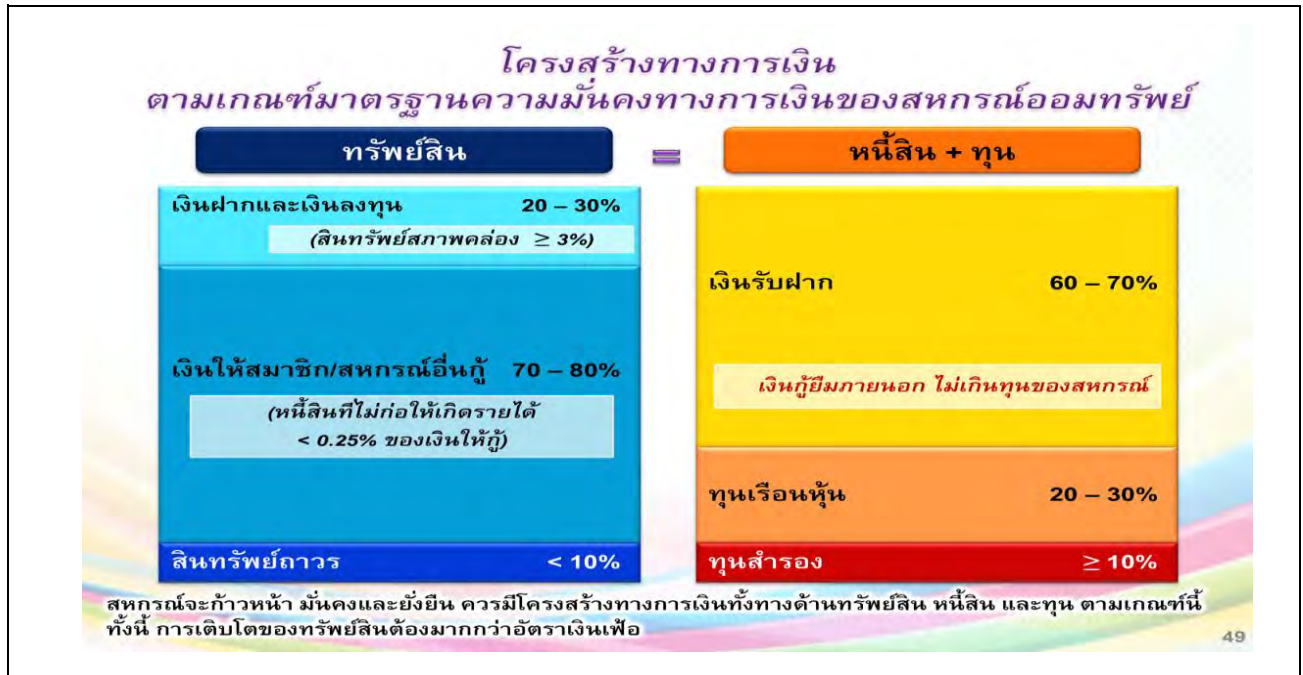 โครงสร้างทางการเงิน
ตามเกณฑ์มาตรฐานความมั่นคงทางการเงินของสหกรณ์ออมทรัพย์
ทรัพย์สิน = หนี้สิน + ทุน
เงินฝากและเงินลงทุน 20 – 30%
(สินทรัพย์สภาพคล่อง ≥ 3%)
เงินให้สมาชิก/สหกรณ์อื่นกู้ 70 – 80%
(หนี้สินที่ไม่ก่อให้เกิดรายได้
< 0.25% ของเงินให้กู้)
สินทรัพย์ถาวร < 10%
เงินรับฝาก 60 – 70%
เงินกู้ยืมภายนอก ไม่เกินทุนของสหกรณ์
ทุนเรือนหุ้น 20 – 30%
ทุนสำรอง ≥ 10%
สหกรณ์จะก้าวหน้า มั่นคงและยั่งยืน ควรมีโครงสร้างทางการเงินทั้งทางด้านทรัพย์สิน หนี้สิน และทุน ตามเกณฑ์นี้
ทั้งนี้ การเติบโตของทรัพย์สินต้องมากกว่าอัตราเงินเฟ้อ
49